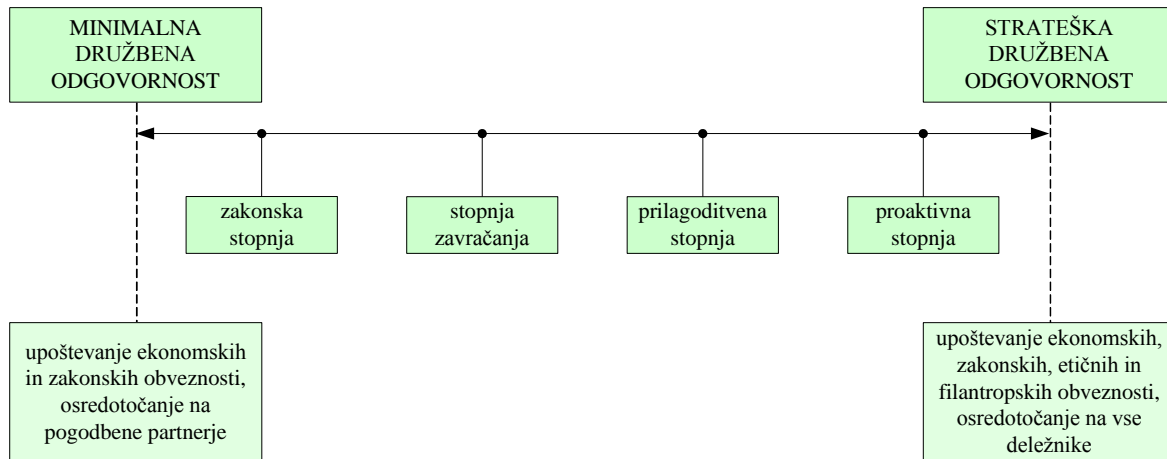 MINIMALNA
DRUŽBENA
ODGOVORNOST
STRATEŠKA
DRUŽBENA
ODGOVORNOST
zakonska
stopnja
stopnja
zavračanja
prilagoditvena
stopnja
proaktivna
stopnja
upoštevanje ekonomskih
in zakonskih obveznosti,
osredotočanje na
pogodbene partnerje
upoštevanje ekonomskih,
zakonskih, etičnih in
filantropskih obveznosti,
osredotočanje na vse
deležnike